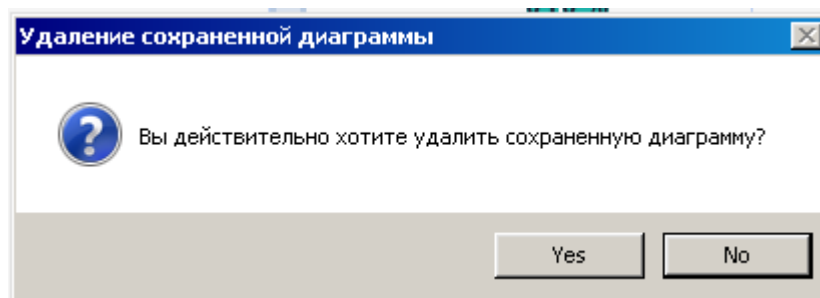 Удаление сохраненной диаграммы
Вы действительно хотите удалить сохраненную диаграмму?
Yes No